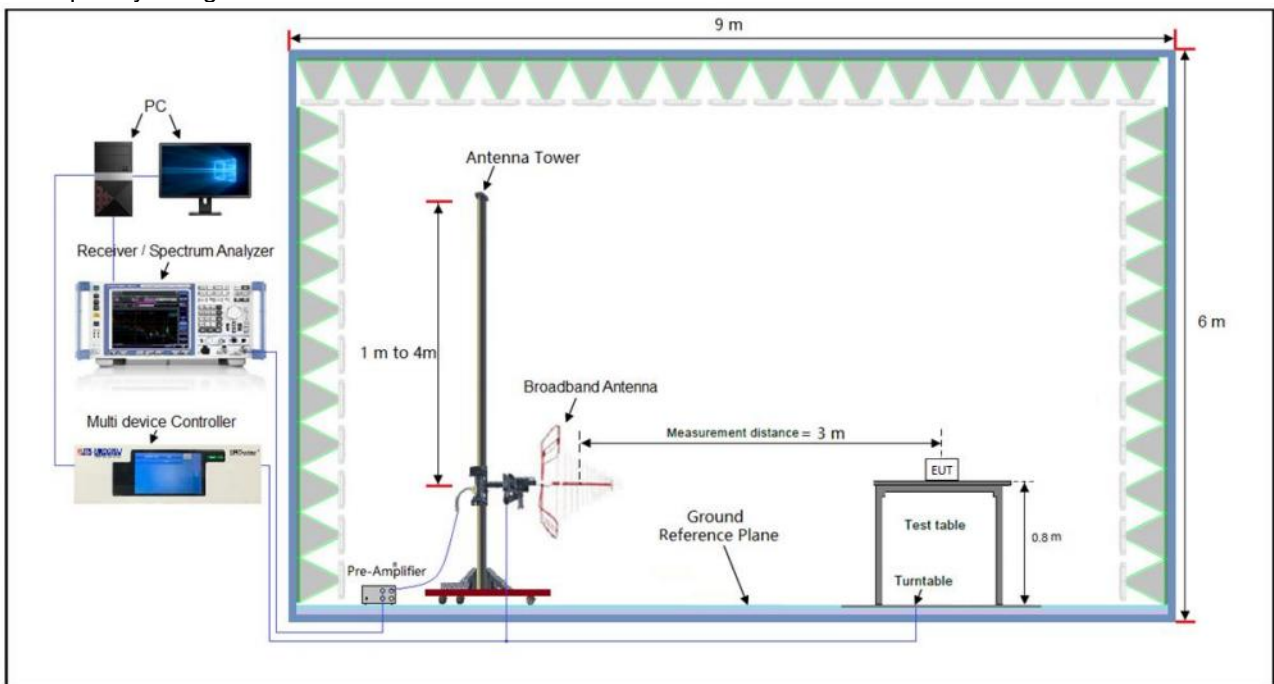 9 m
PC
Antenna Tower
Receiver / Spectrum Analyzer
6 m
1 m to 4m
Broadband Antenna
Multi device Controller
Measurement distance = 3 m
EUT
Ground
Reference Plane
Test table
0.8 m
Pre-Amplifier
Turntable